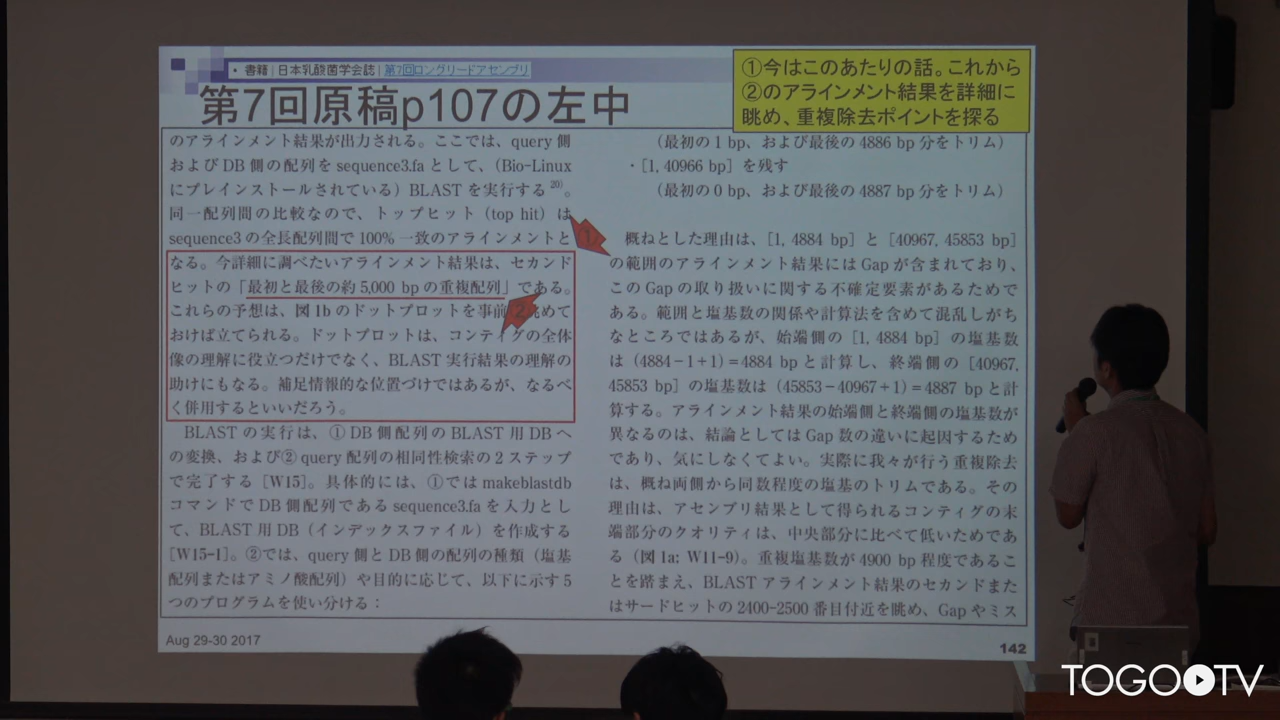 ・書籍 | 日本乳酸菌学会誌 | 第7回ロングリードアセンブリ
第7回原稿p107の左中
①今はこのあたりの話。これから
②のアラインメント結果を詳細に
眺め、重複除去ポイントを探る
のアラインメント結果が出力される。ここでは、query 側
および DB 側の配列を sequence3.fa として、(Bio-Linux
にプレインストールされている) BLAST を実行する 20)。
同一配列間の比較なので、トップヒット (top hit) は
sequence3 の全長配列間で 100% 一致のアラインメントと
なる。今詳細に調べたいアラインメント結果は、セカンド
ヒットの「最初と最後の約 5,000 bp の重複配列」である。
これらの予想は、図 1b のドットプロットを事前 ②めて
おけば立てられる。ドットプロットは、コンティグの全体
像の理解に役立つだけでなく、BLAST 実行結果の理解の
助けにもなる。補足情報的な位置づけではあるが、なるべ
く併用するといいだろう。
BLAST の実行は、①DB 側配列の BLAST 用 DB へ
の変換、および② query 配列の相同性検索の 2 ステップ
で完了する [W15]。具体的には、①では makeblastdb
コマンドで DB 側配列である sequence3.fa を入力とし
て、BLAST 用 DB (インデックスファイル) を作成する
[W15-1]。②では、query 側と DB 側の配列の種類 (塩基
配列またはアミノ酸配列) や目的に応じて、以下に示す 5
つのプログラムを使い分ける：
(最初の 1 bp、および最後の 4886 bp 分をトリム)
・[1, 40966 bp] を残す
(最初の 0 bp、および最後の 4887 bp 分をトリム)
①
概ねとした理由は、[1, 4884 bp] と [40967, 45853 bp]
の範囲のアラインメント結果には Gap が含まれており、
この Gap の取り扱いに関する不確定要素があるためで
ある。範囲と塩基数の関係や計算法を含めて混乱しがち
なところではあるが、始端側の [1, 4884 bp] の塩基数
は (4884−1＋1)＝4884 bp と計算し、終端側の [40967,
45853 bp] の塩基数は (45853−40967＋1)＝4887 bp と計
算する。アラインメント結果の始端側と終端側の塩基数が
異なるのは、結論としては Gap 数の違いに起因するため
であり、気にしなくてよい。実際に我々が行う重複除去
は、概ね両側から同数程度の塩基のトリムである。その
理由は、アセンブリ結果として得られるコンティグの末
端部分のクオリティは、中央部分に比べて低いためであ
る (図 1a; W11-9)。重複塩基数が 4900 bp 程度であるこ
とを踏まえ、BLAST アラインメント結果のセカンドまた
はサードヒットの 2400-2500 番目付近を眺め、Gap やミス
Aug 29-30 2017
142
TOGOTV